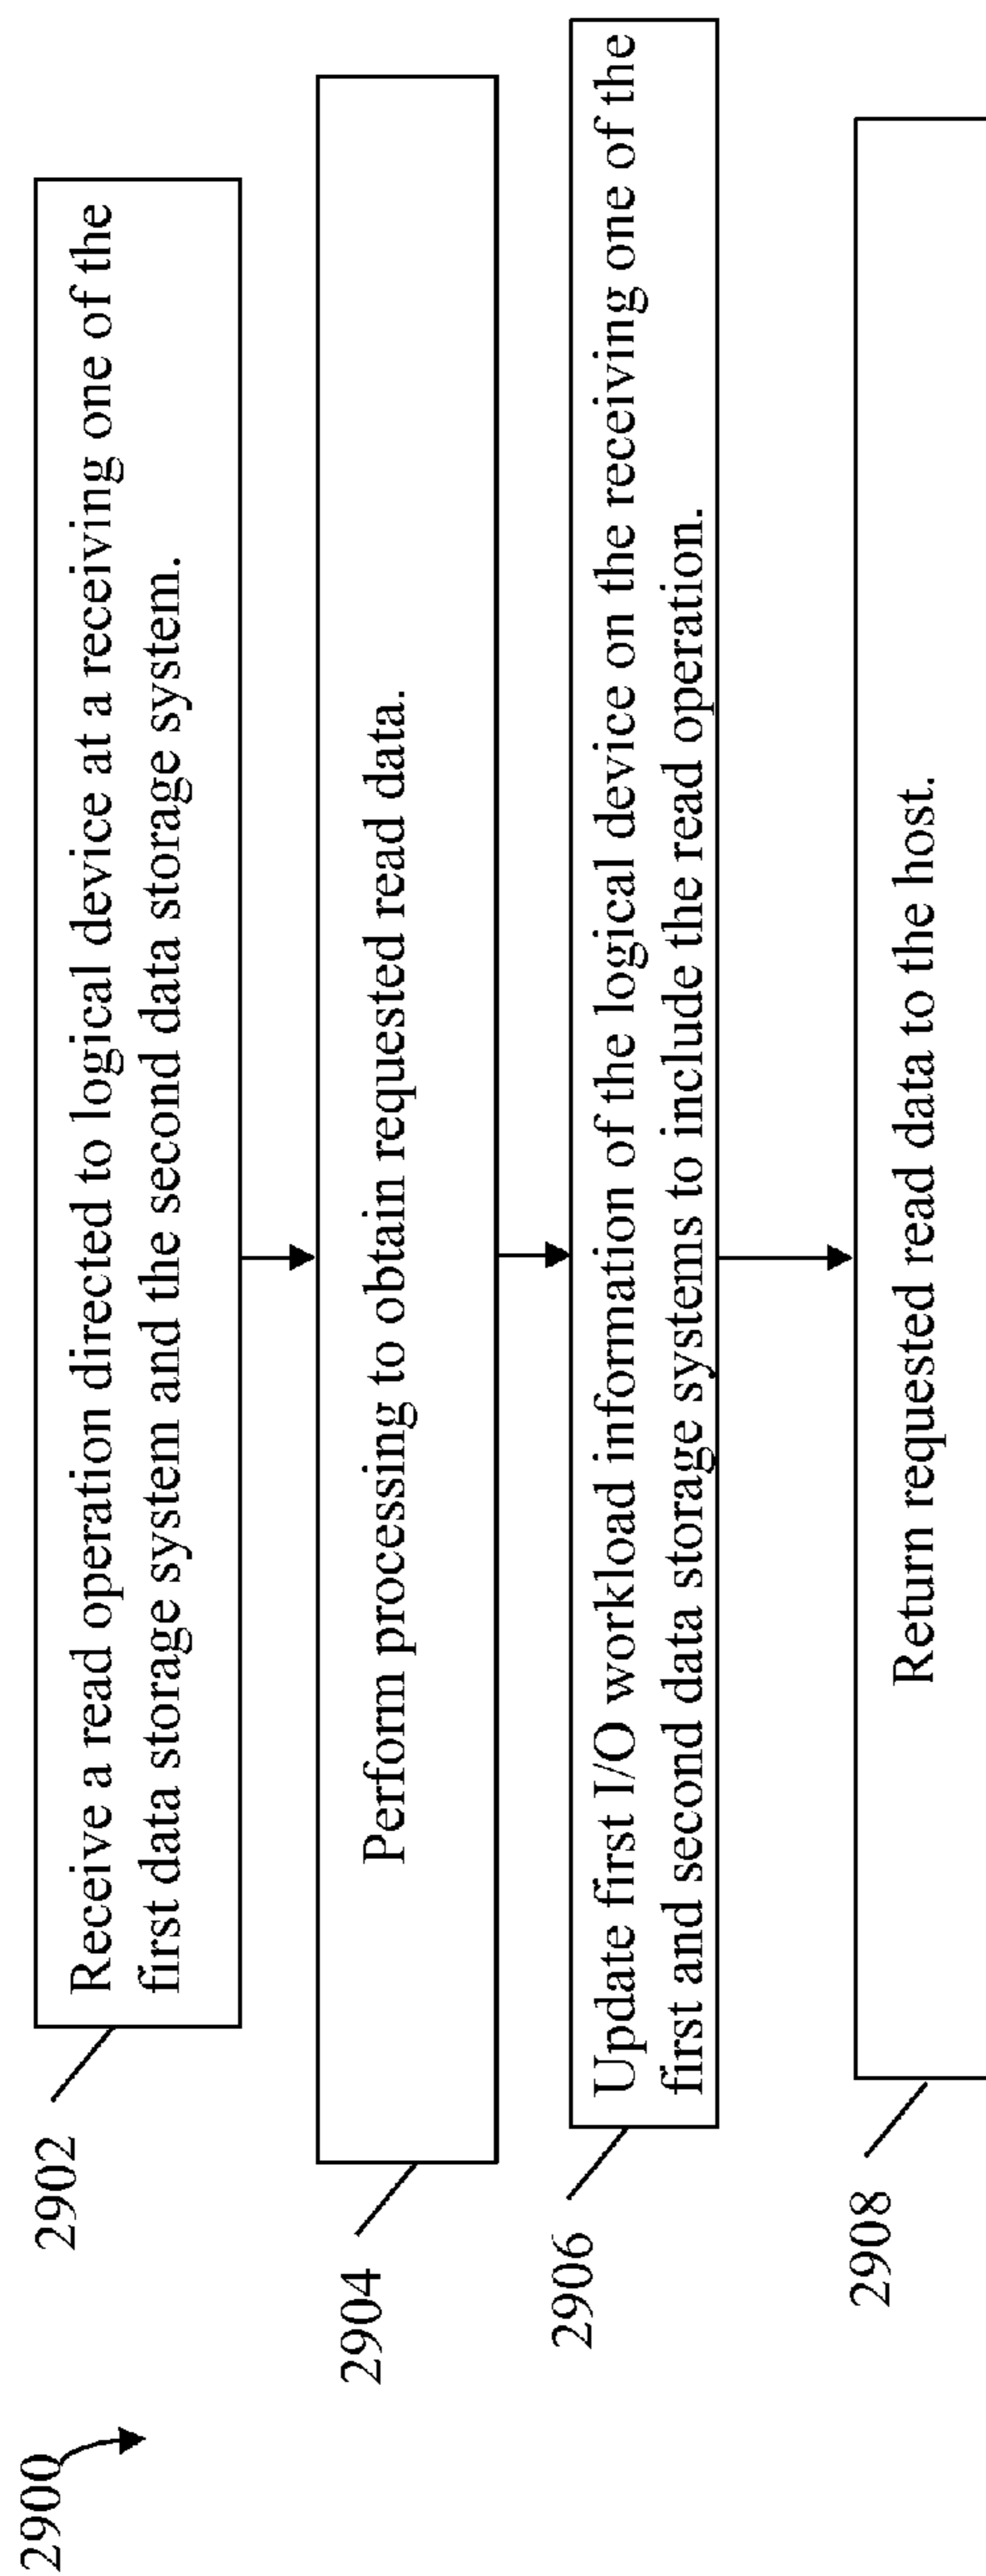 2900
2902
Receive a read operation directed to logical device at a receiving one of the
first data storage system and the second data storage system.
2904
Perform processing to obtain requested read data.
2906
Update first I/O workload information of the logical device on the receiving one of the
first and second data storage systems to include the read operation.
2908
Return requested read data to the host.